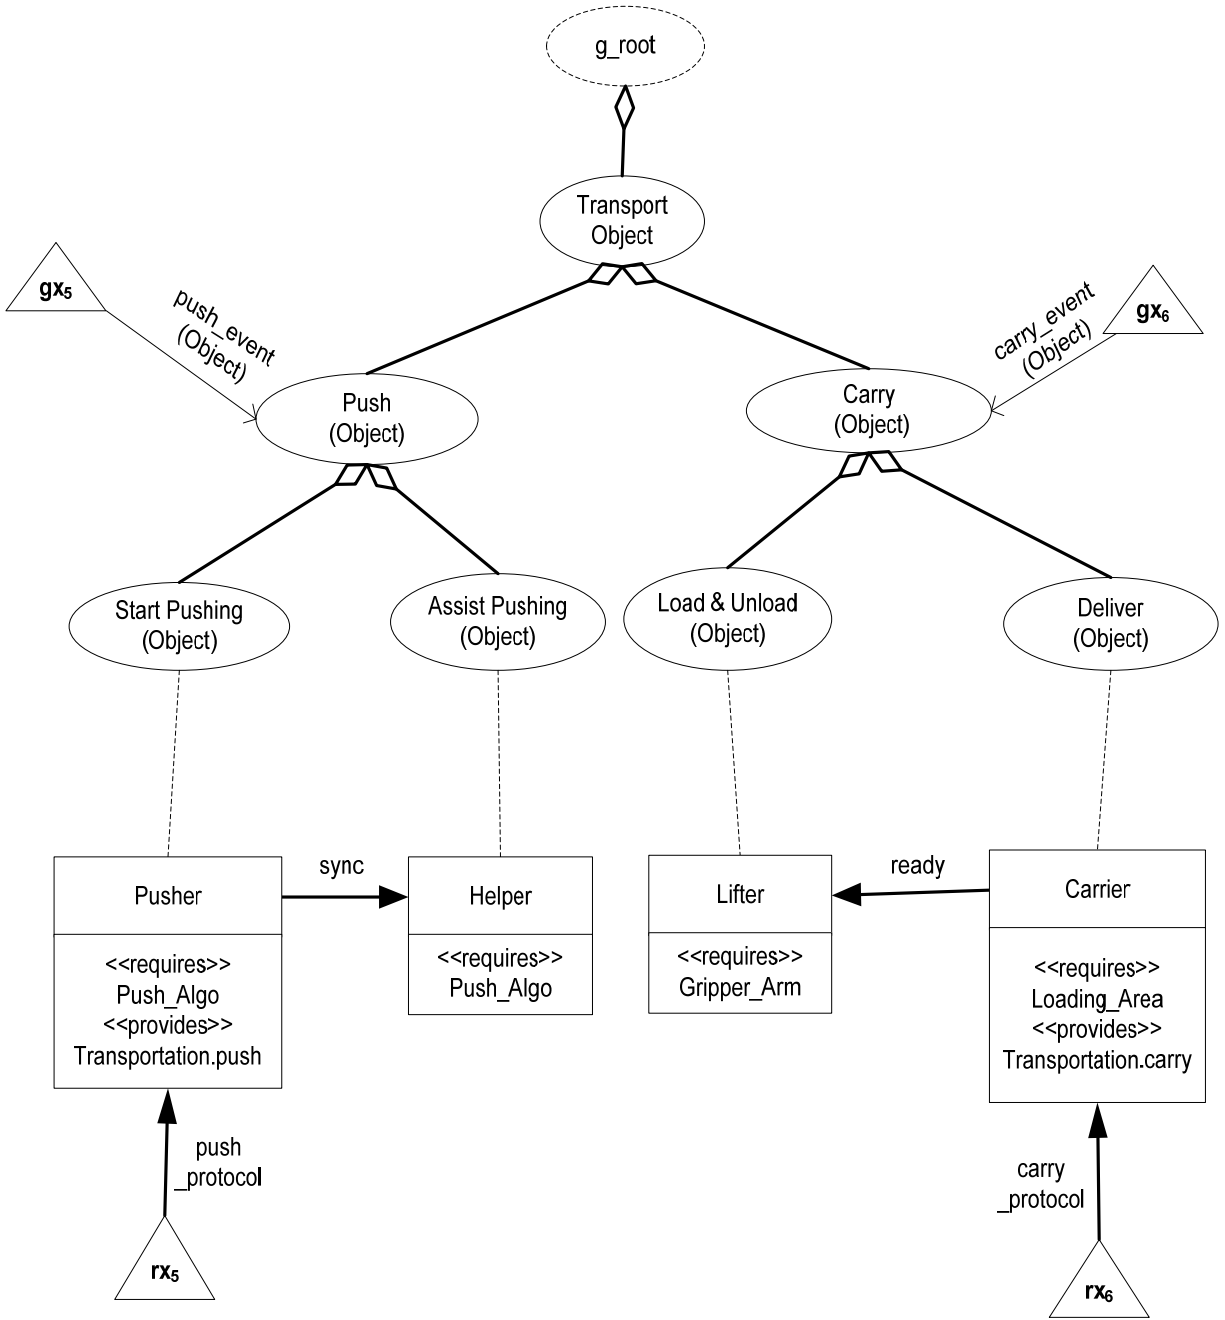 g_root
Transport
Object
gx5
push_event
(Object)
carry_event
(Object)
gx6
Push
(Object)
Carry
(Object)
Start Pushing
(Object)
Assist Pushing
(Object)
Load & Unload
(Object)
Deliver
(Object)
Pusher
<<requires>>
Push_Algo
<<provides>>
Transportation.push
sync
Helper
<<requires>>
Push_Algo
Lifter
<<requires>>
Gripper_Arm
ready
Carrier
<<requires>>
Loading_Area
<<provides>>
Transportation.carry
push
_protocol
carry
_protocol
rx5
rx6